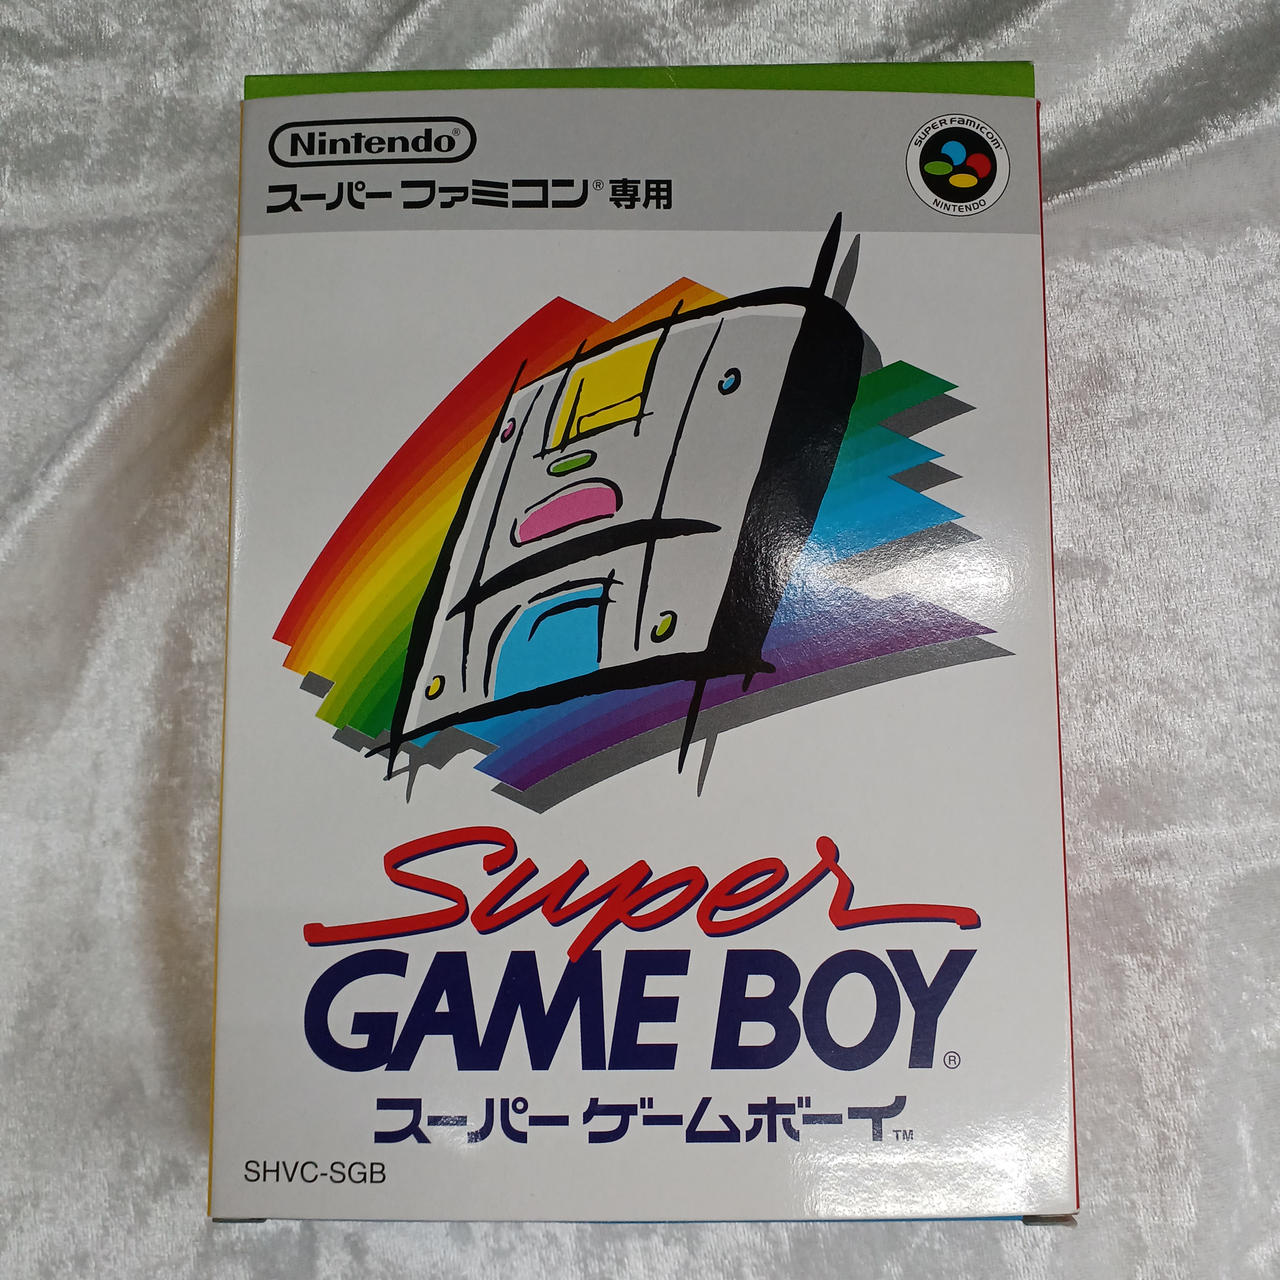 Nintendo®
スーパーファミコン®専用
SUPER FAMICOM
NINTENDO
Super
GAME BOY®
スーパーゲームボーイ™
SHVC-SGB